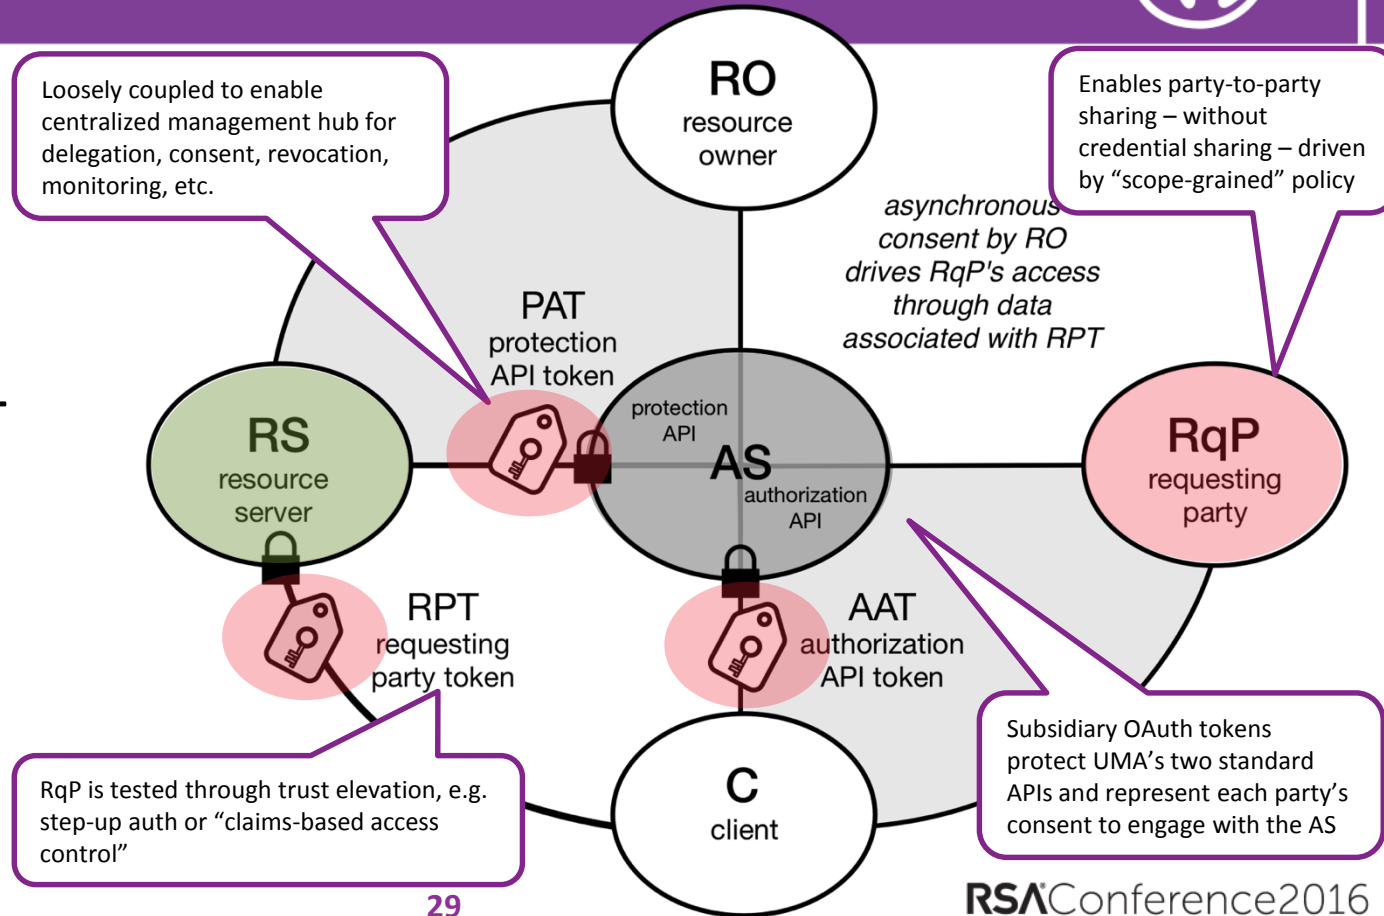 Loosely coupled to enable
centralized management hub for
delegation, consent, revocation,
monitoring, etc.
RO
resource
owner
Enables party-to-party
sharing – without
credential sharing – driven
by “scope-grained” policy
asynchronous
consent by RO
drives RqP's access
through data
associated with RPT
PAT
protection
API token
RS
resource
server
protection
API
AS
authorization
API
RqP
requesting
party
RPT
requesting
party token
AAT
authorization
API token
RqP is tested through trust elevation, e.g.
step-up auth or “claims-based access
control”
C
client
Subsidiary OAuth tokens
protect UMA’s two standard
APIs and represent each party’s
consent to engage with the AS
29
RSA Conference2016